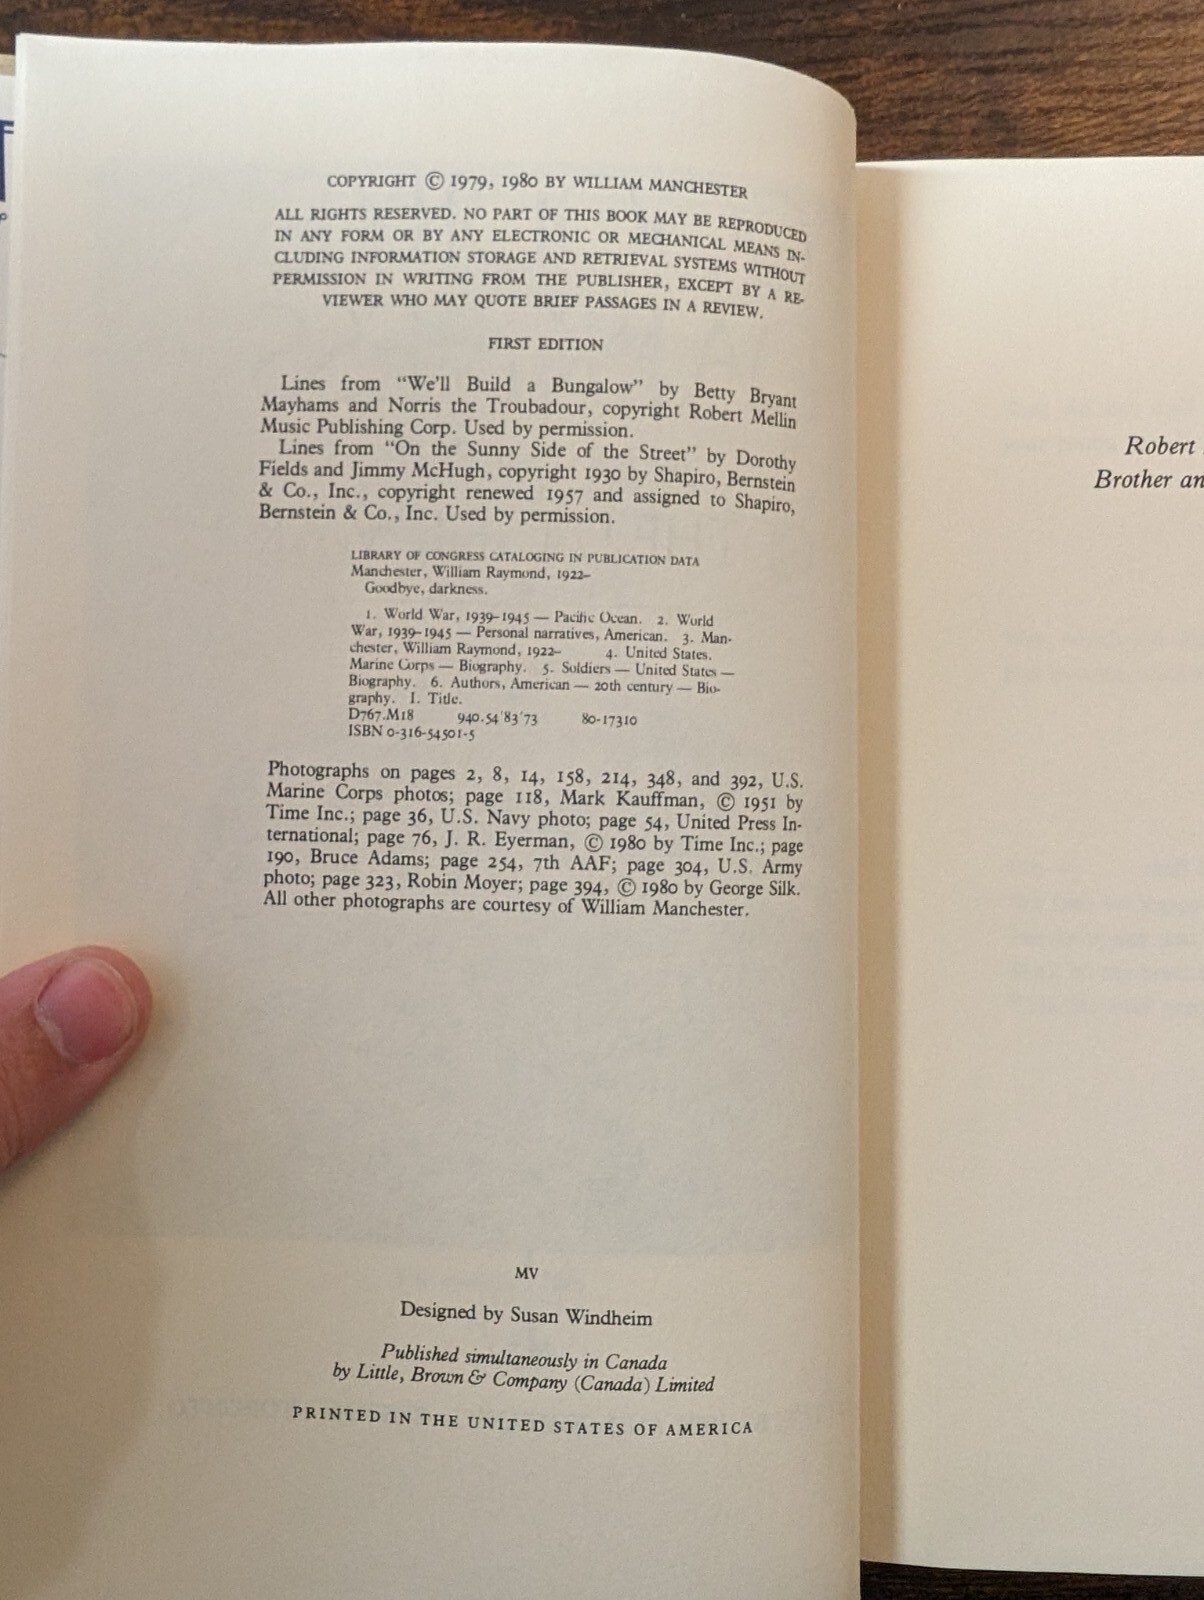 COPYRIGHT © 1979, 1980 BY WILLIAM MANCHESTER
ALL RIGHTS RESERVED. NO PART OF THIS BOOK MAY BE REPRODUCED
IN ANY FORM OR BY ANY ELECTRONIC OR MECHANICAL MEANS IN-
CLUDING INFORMATION STORAGE AND RETRIEVAL SYSTEMS WITHOUT
PERMISSION IN WRITING FROM THE PUBLISHER, EXCEPT BY A RE-
VIEWER WHO MAY QUOTE BRIEF PASSAGES IN A REVIEW.
FIRST EDITION
Lines from “We’ll Build a Bungalow” by Betty Bryant
Mayhams and Norris the Troubadour, copyright Robert Mellin
Music Publishing Corp. Used by permission.
Lines from “On the Sunny Side of the Street” by Dorothy
Fields and Jimmy McHugh, copyright 1930 by Shapiro, Bernstein
& Co., Inc., copyright renewed 1957 and assigned to Shapiro,
Bernstein & Co., Inc. Used by permission.
LIBRARY OF CONGRESS CATALOGING IN PUBLICATION DATA
Manchester, William Raymond, 1922–
Goodbye, darkness.
1. World War, 1939–1945 — Pacific Ocean. 2. World
War, 1939–1945 — Personal narratives, American. 3. Man-
chester, William Raymond, 1922– 4. United States.
Marine Corps — Biography. 5. Soldiers — United States —
Biography. 6. Authors, American — 20th century — Bio-
graphy. I. Title.
D767.M18 940.54'83'73 80-17310
ISBN 0-316-54501-5
Photographs on pages 2, 8, 14, 158, 214, 348, and 392, U.S.
Marine Corps photos; page 118, Mark Kauffman, © 1951 by
Time Inc.; page 36, U.S. Navy photo; page 54, United Press In-
ternational; page 76, J. R. Eyerman, © 1980 by Time Inc.; page
190, Bruce Adams; page 254, 7th AAF; page 304, U.S. Army
photo; page 323, Robin Moyer; page 394, © 1980 by George Silk.
All other photographs are courtesy of William Manchester.
MV
Designed by Susan Windheim
Published simultaneously in Canada
by Little, Brown & Company (Canada) Limited
PRINTED IN THE UNITED STATES OF AMERICA
Robert
Brother an